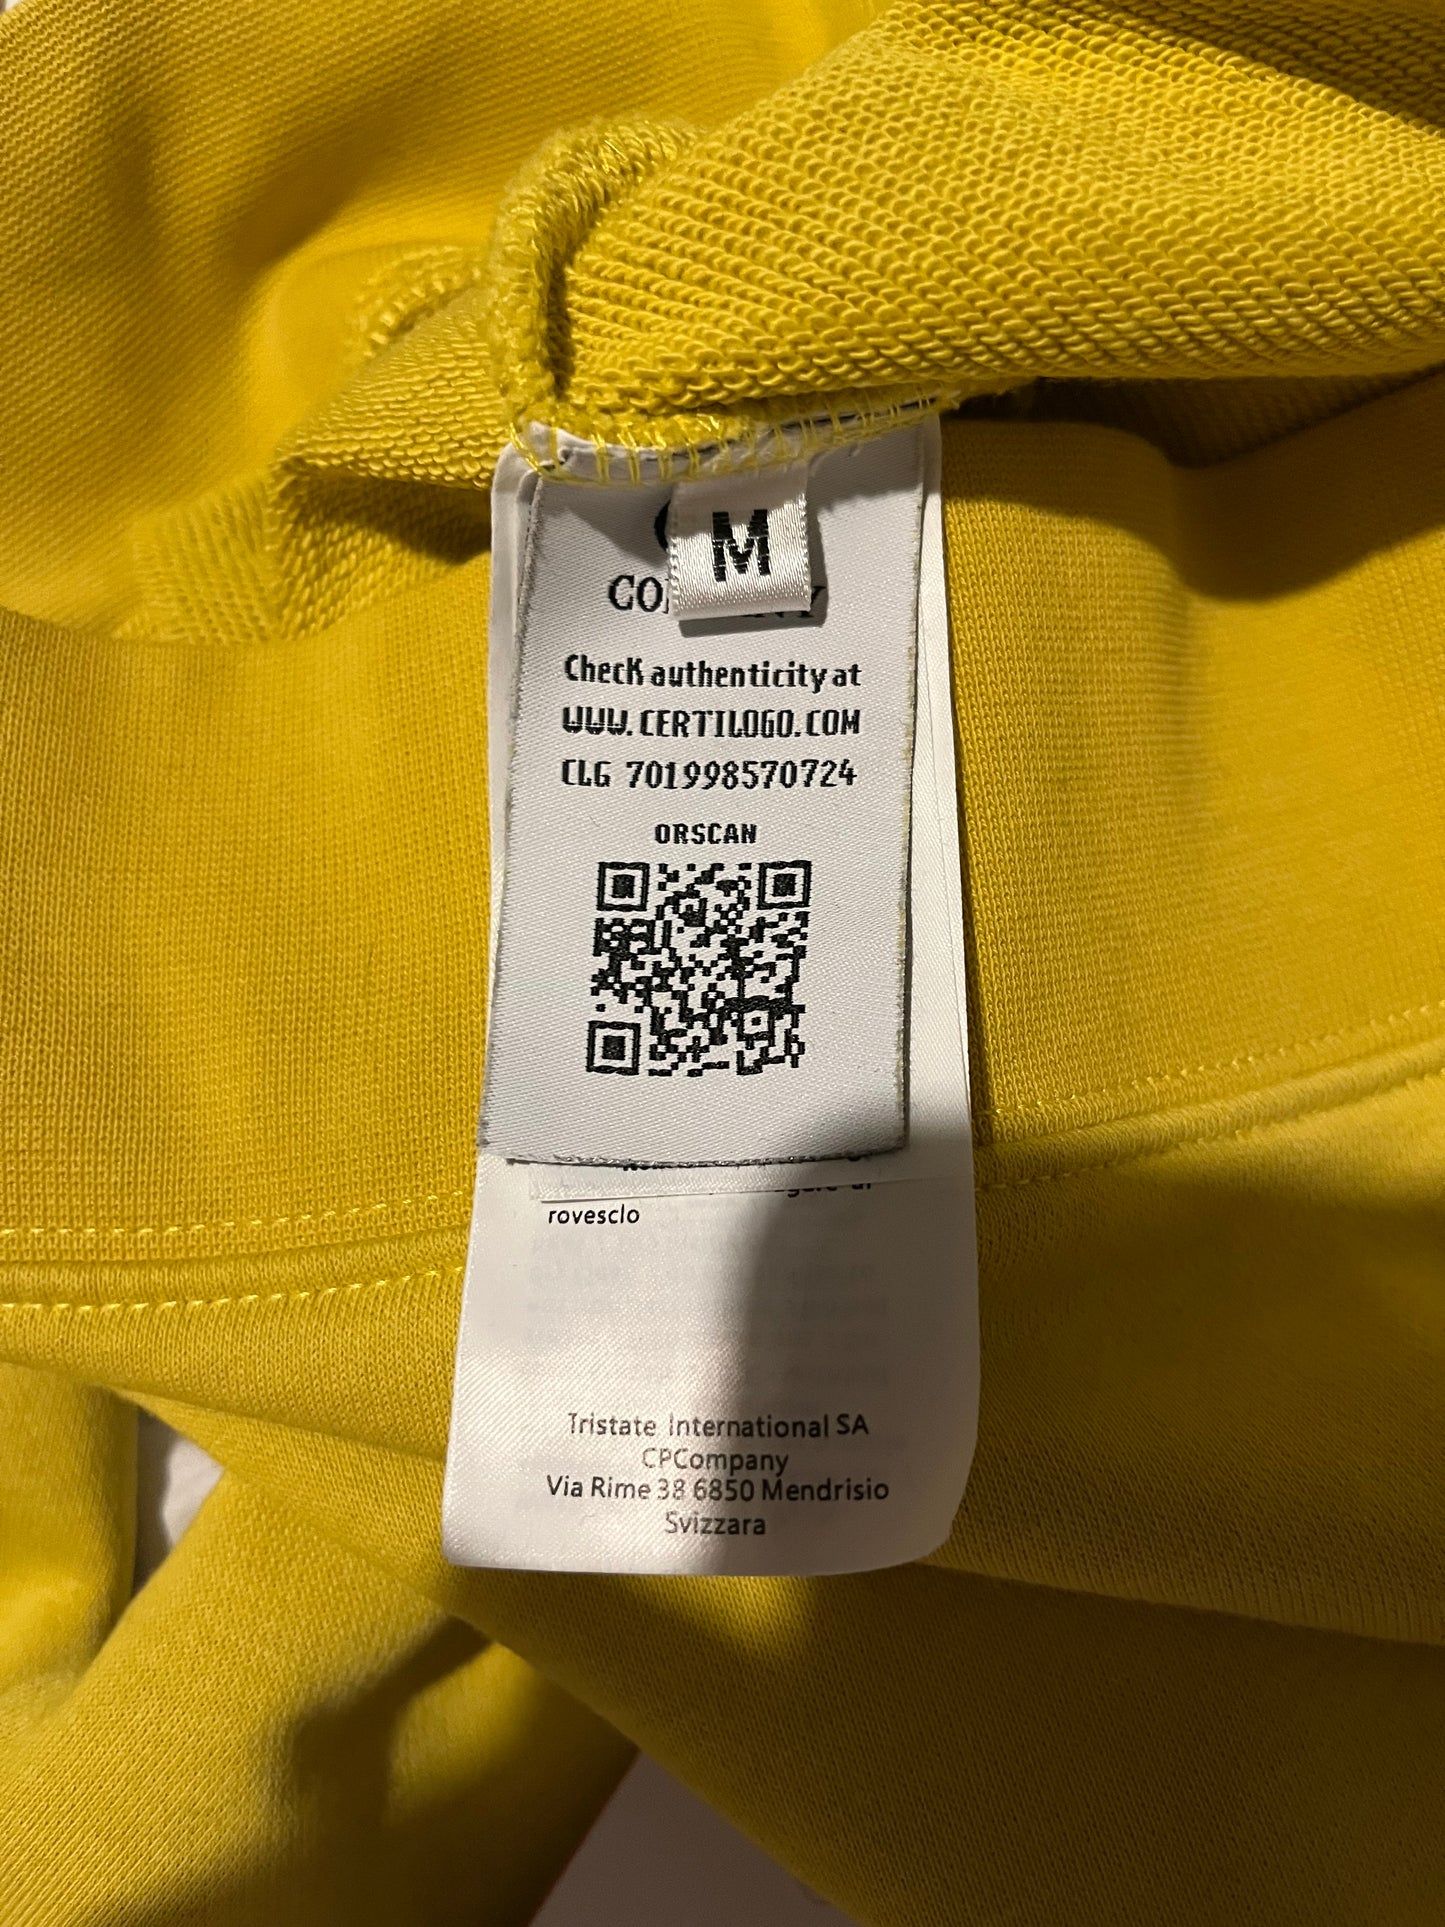 M
Check authenticity at
WWW.CERTILOGO.COM
CLG 701998570724
ORSCAN
rovesclo
Tristate International SA
CPCompany
Via Rime 38 6850 Mendrisio
Svizzara